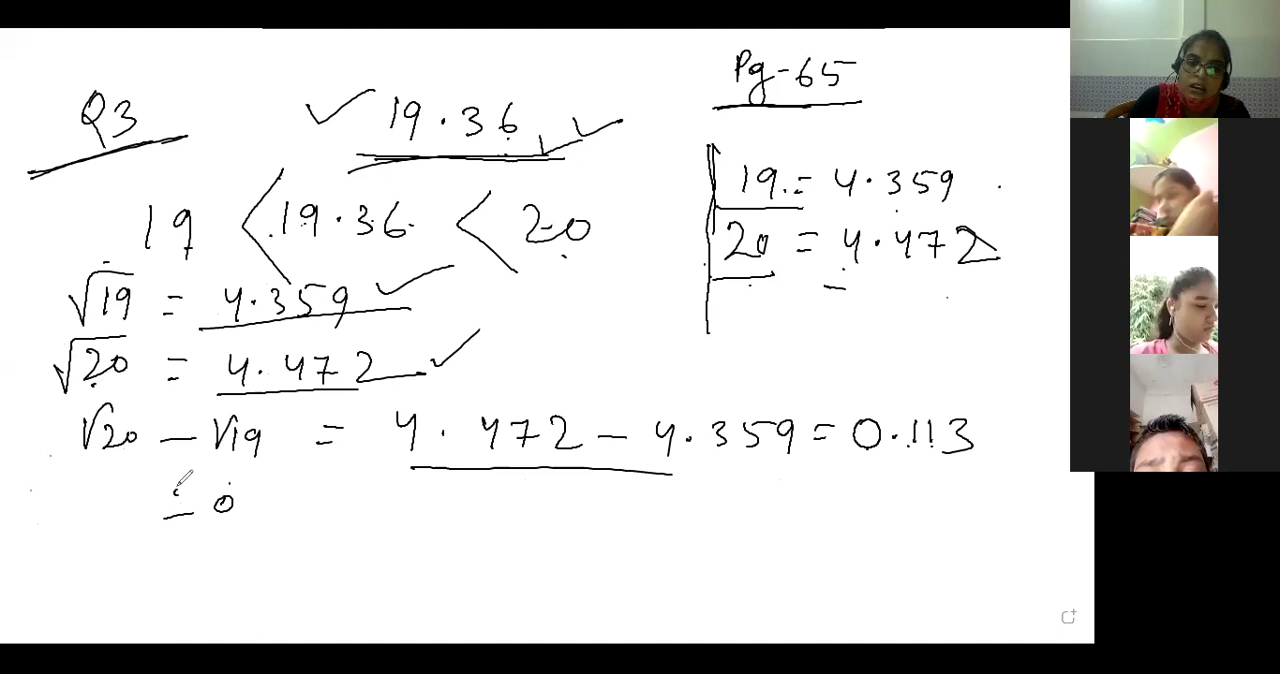 Pg-65
Q3
19.36
19 < 19.36 < 20
19 = 4.359
20 = 4.472
√19 = 4.359
√20 = 4.472
√20 - √19 = 4.472 - 4.359 = 0.113